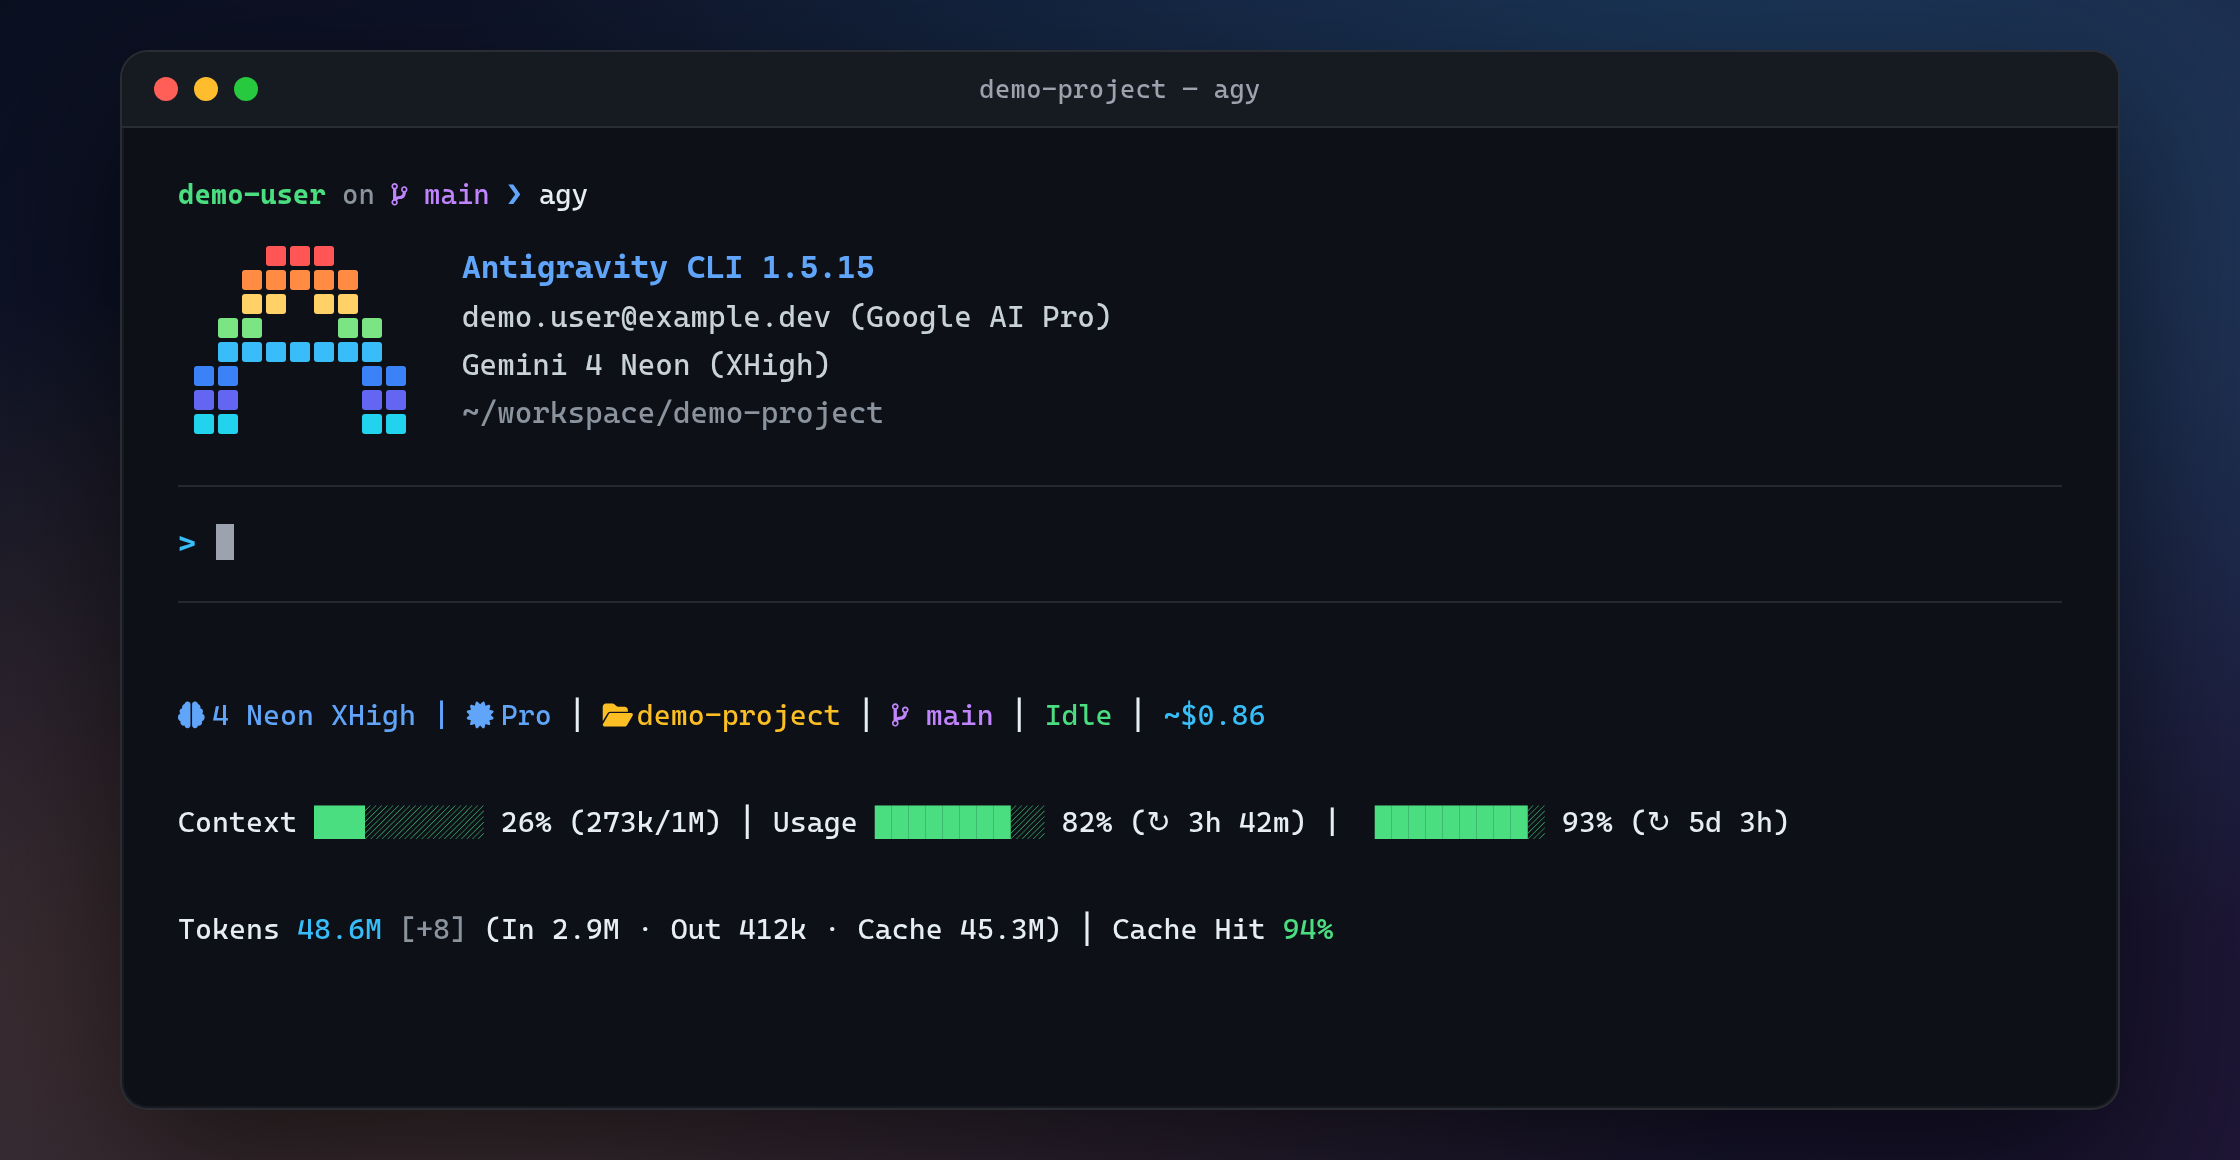 demo-project — agy
demo-user on main ❯ agy
Antigravity CLI 1.5.15
demo.user@example.dev (Google AI Pro)
Gemini 4 Neon (XHigh)
~/workspace/demo-project
>
4 Neon XHigh | Pro | demo-project | main | Idle | ~$0.86
Context 26% (273k/1M) | Usage 82% (↻ 3h 42m) | 93% (↻ 5d 3h)
Tokens 48.6M [+8] (In 2.9M · Out 412k · Cache 45.3M) | Cache Hit 94%